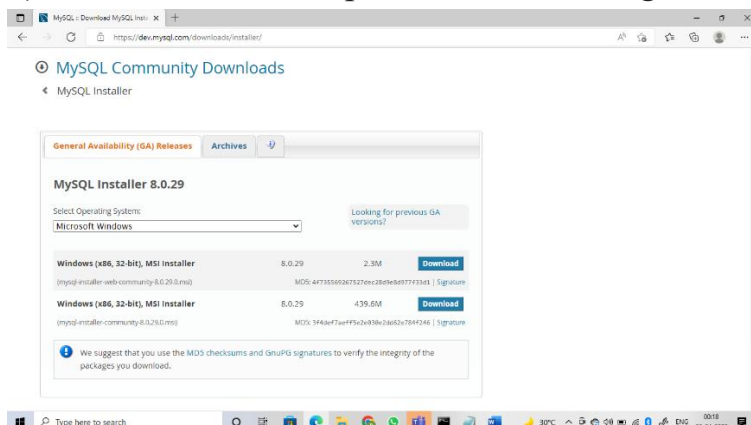 MySQL :: Download MySQL Inst
https://dev.mysql.com/downloads/installer/
MySQL Community Downloads
MySQL Installer
General Availability (GA) Releases Archives
MySQL Installer 8.0.29
Select Operating System:
Looking for previous GA
versions?
Microsoft Windows
Windows (x86, 32-bit), MSI Installer 8.0.29 2.3M Download
(mysql-installer-web-community-8.0.29.0.msi) MD5: | Signature
Windows (x86, 32-bit), MSI Installer 8.0.29 439.6M Download
(mysql-installer-community-8.0.29.0.msi) MD5: | Signature
We suggest that you use the MD5 checksums and GnuPG signatures to verify the integrity of the
packages you download.
Type here to search 30°C ENG 00:18